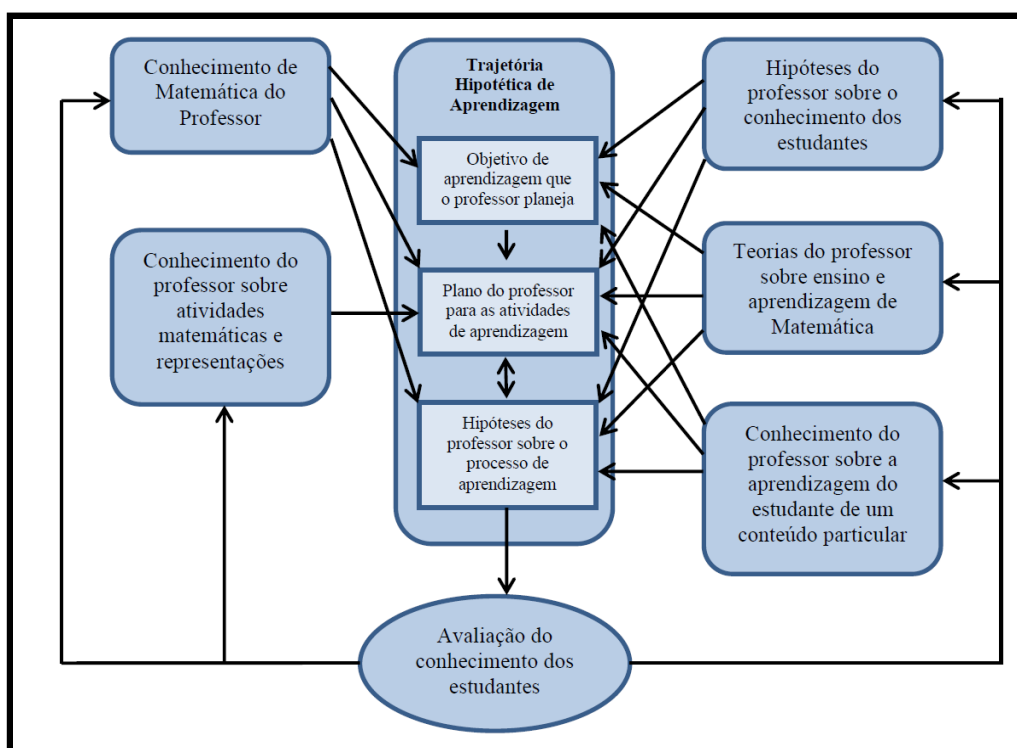 Conhecimento de
Matemática do
Professor
Conhecimento do
professor sobre
atividades
matemáticas e
representações
Trajetória
Hipotética de
Aprendizagem
Objetivo de
aprendizagem que
o professor planeja
Plano do professor
para as atividades
de aprendizagem
Hipóteses do
professor sobre o
processo de
aprendizagem
Hipóteses do
professor sobre o
conhecimento dos
estudantes
Teorias do professor
sobre ensino e
aprendizagem de
Matemática
Conhecimento do
professor sobre a
aprendizagem do
estudante de um
conteúdo particular
Avaliação do
conhecimento dos
estudantes